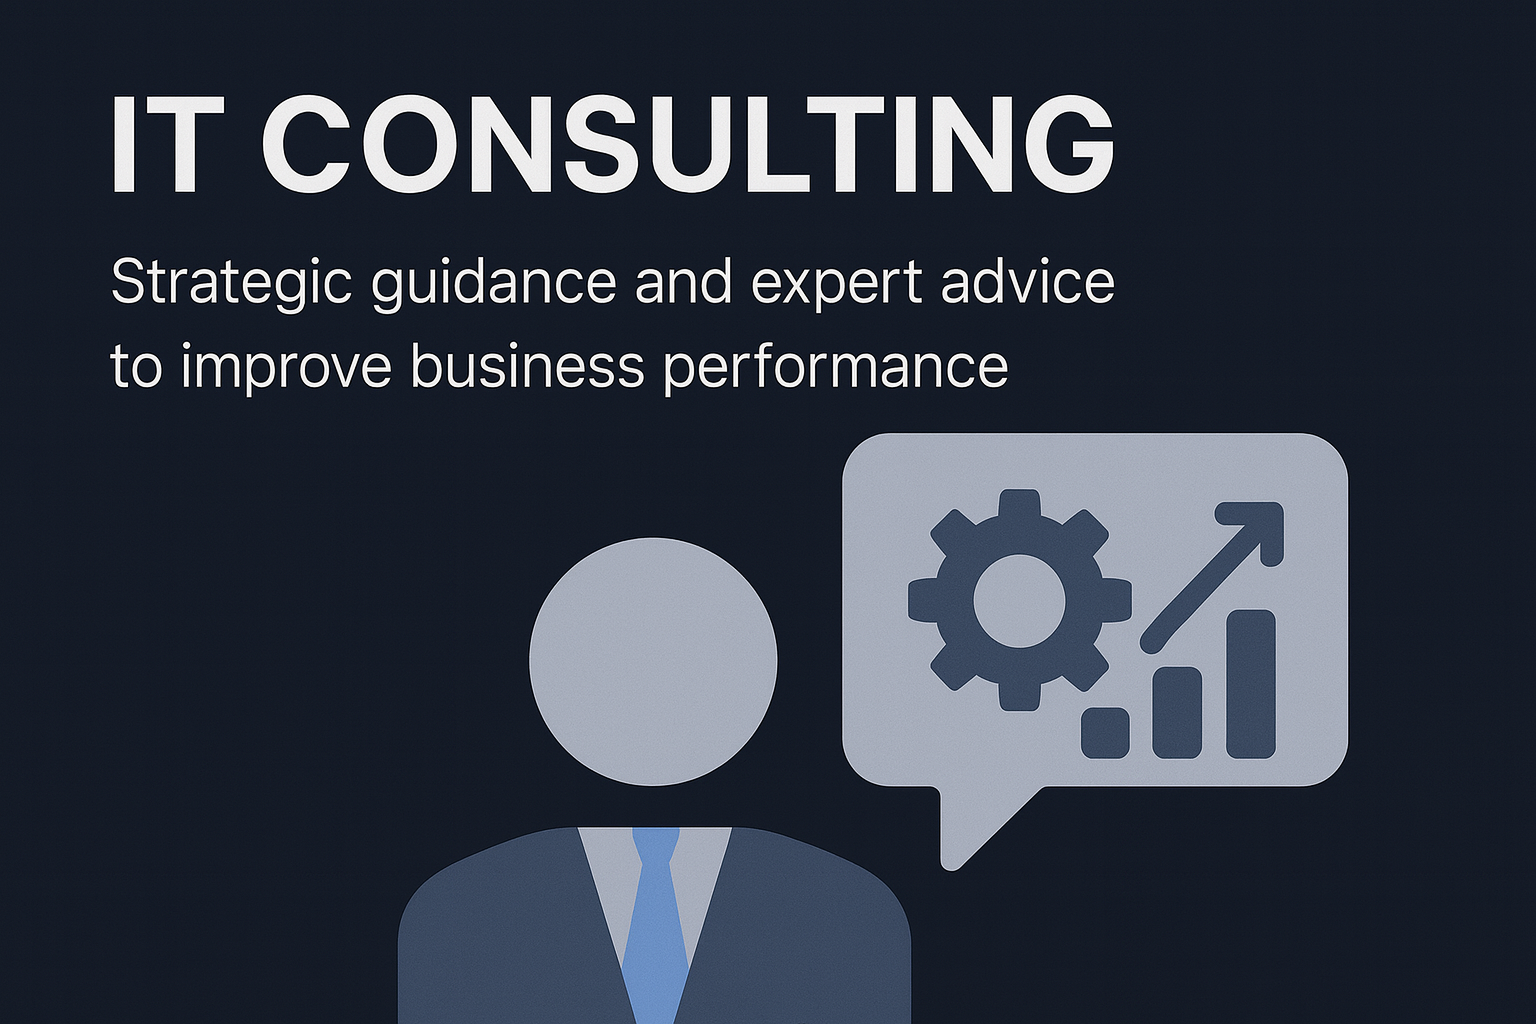 IT CONSULTING
Strategic guidance and expert advice
to improve business performance